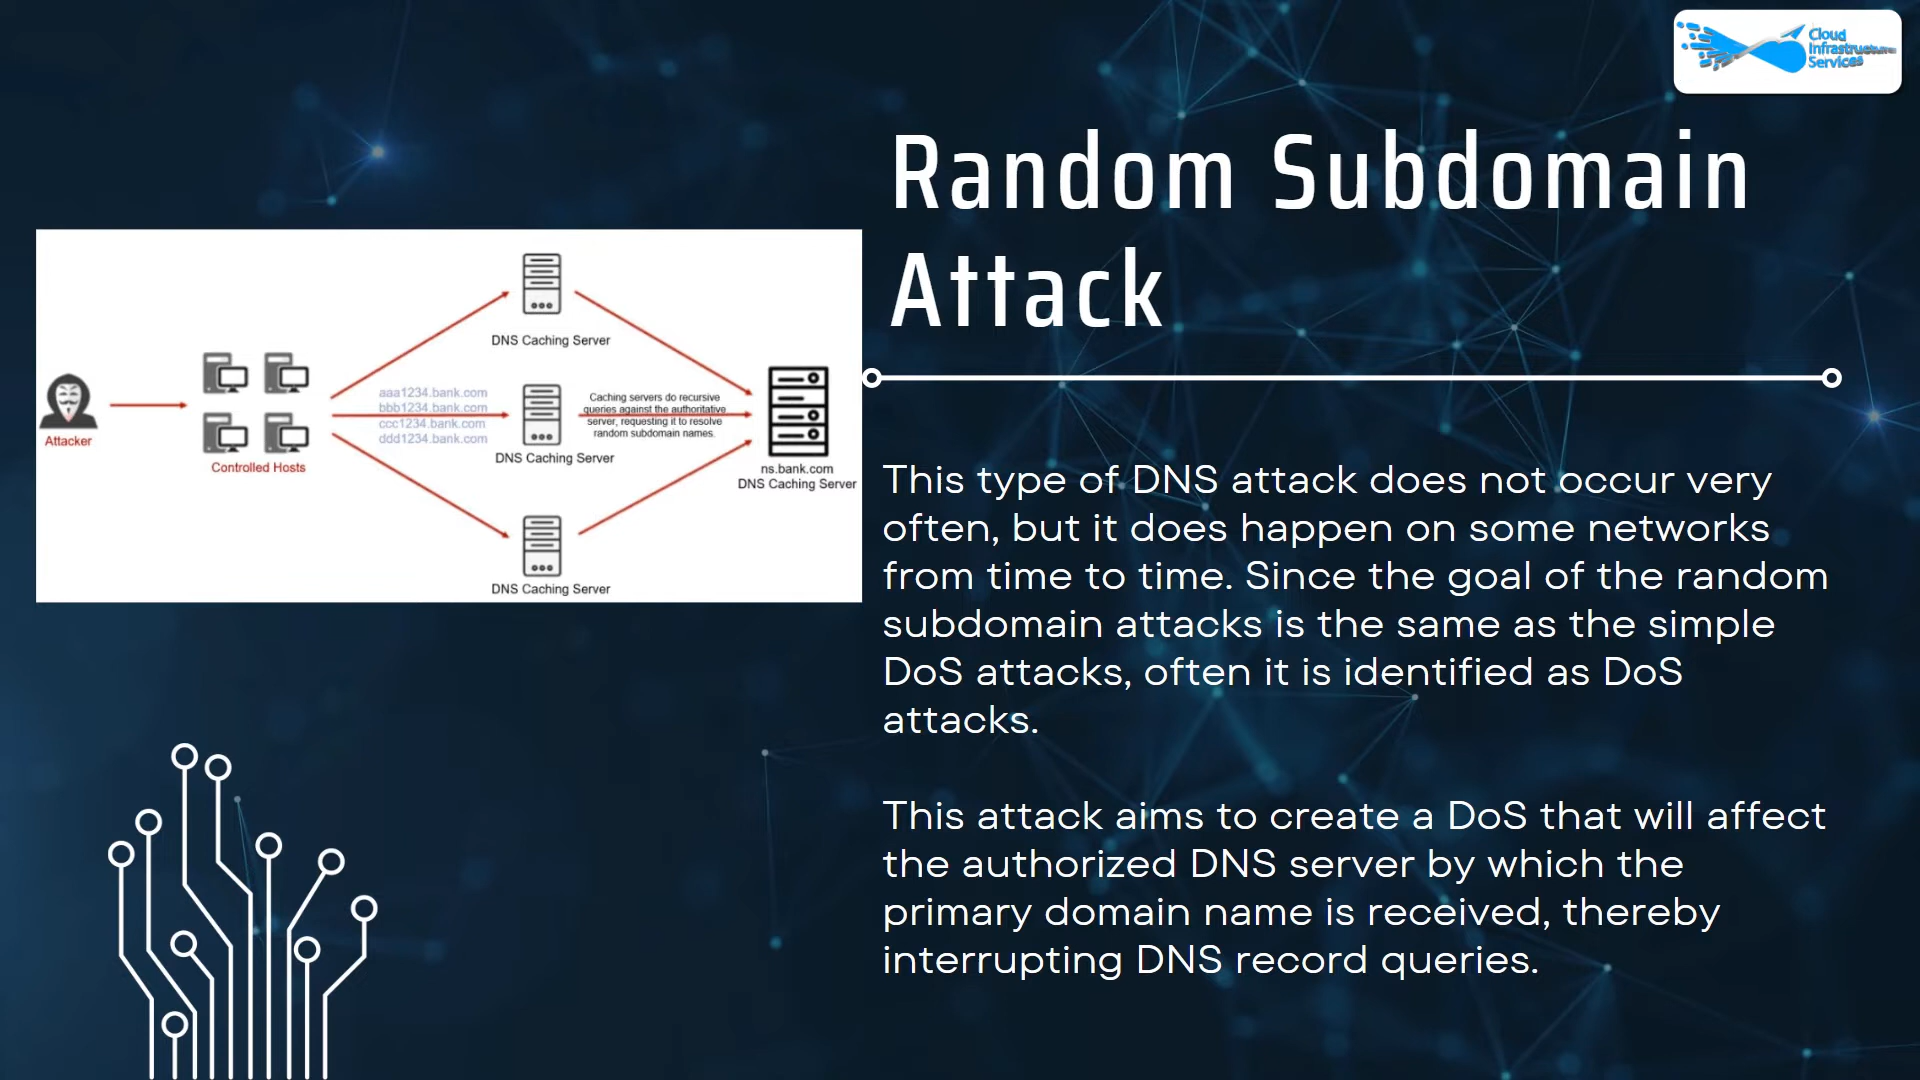 Cloud
Infrastructure
Services
Random Subdomain
Attack
DNS Caching Server
aaa1234.bank.com
bbb1234.bank.com
ccc1234.bank.com
ddd1234.bank.com
Caching servers do recursive
queries against the authoritative
server, requesting it to resolve
random subdomain names.
Attacker
Controlled Hosts
DNS Caching Server
ns.bank.com
DNS Caching Server
DNS Caching Server
This type of DNS attack does not occur very
often, but it does happen on some networks
from time to time. Since the goal of the random
subdomain attacks is the same as the simple
DoS attacks, often it is identified as DoS
attacks.
This attack aims to create a DoS that will affect
the authorized DNS server by which the
primary domain name is received, thereby
interrupting DNS record queries.